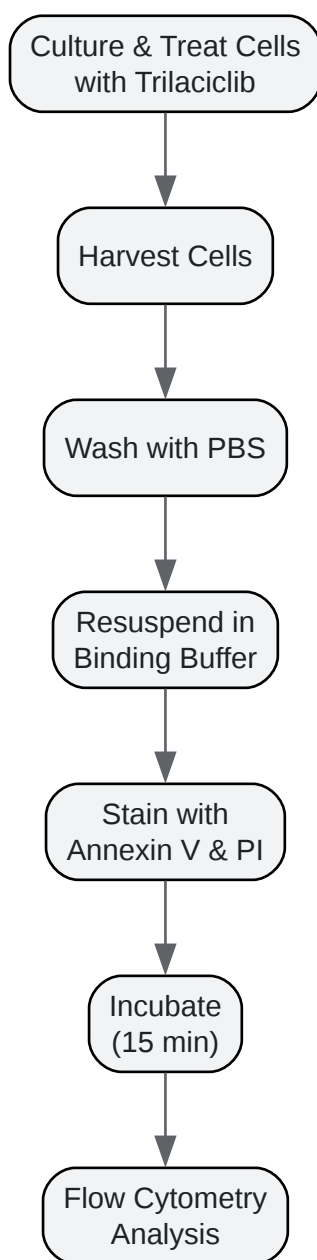 Culture & Treat Cells
with Trilaciclib
Harvest Cells
Wash with PBS
Resuspend in
Binding Buffer
Stain with
Annexin V & PI
Incubate
(15 min)
Flow Cytometry
Analysis